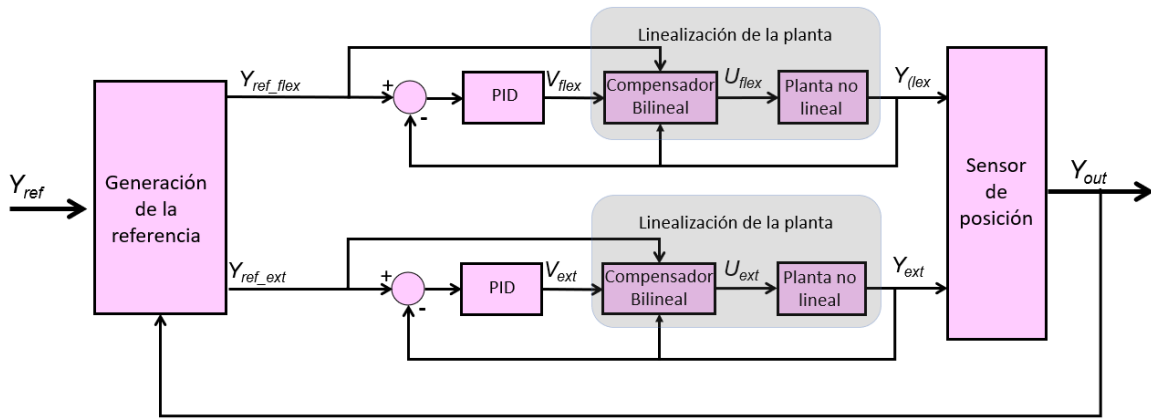 Linealización de la planta
Y_ref_flex
+
-
PID
V_flex
Compensador
Bilineal
U_flex
Planta no
lineal
Y_(lex
Y_ref
Generación
de la
referencia
Sensor
de
posición
Y_out
Linealización de la planta
Y_ref_ext
+
-
PID
V_ext
Compensador
Bilineal
U_ext
Planta no
lineal
Y_ext